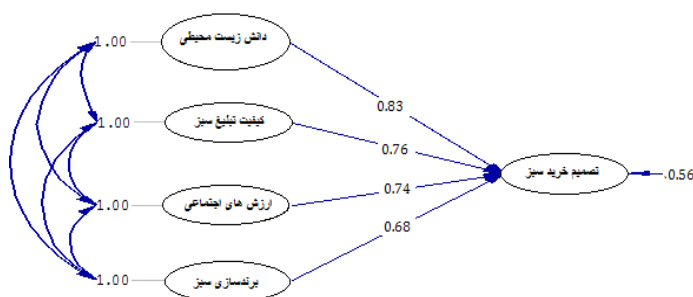 1.00
دانش زیست محیطی
0.83
1.00
کیفیت تبلیغ سبز
0.76
تصمیم خرید سبز
0.56
0.74
1.00
ارزش های اجتماعی
0.68
1.00
برندسازی سبز